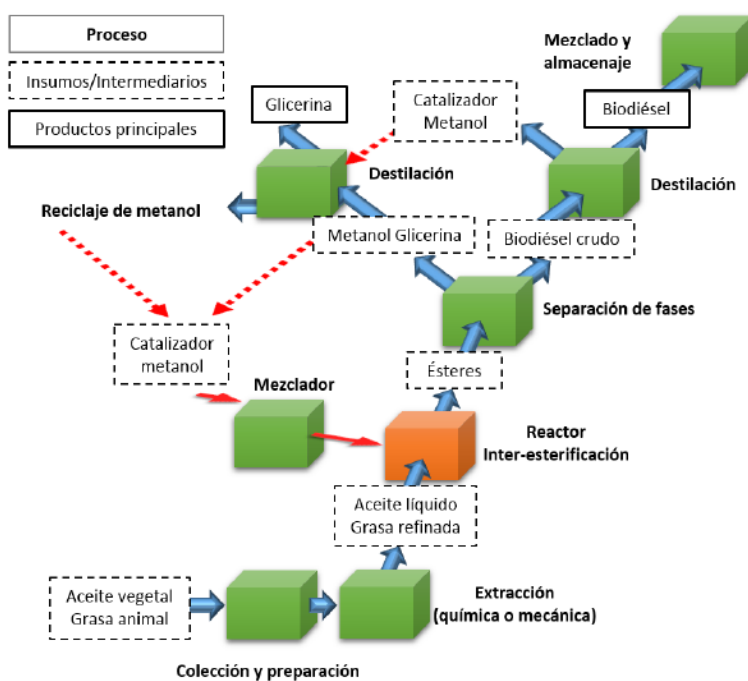 Proceso
Insumos/Intermediarios
Productos principales
Mezclado y
almacenaje
Glicerina
Catalizador
Metanol
Biodiésel
Destilación
Destilación
Reciclaje de metanol
Metanol Glicerina
Biodiésel crudo
Separación de fases
Catalizador
metanol
Ésteres
Mezclador
Reactor
Inter-esterificación
Aceite líquido
Grasa refinada
Aceite vegetal
Grasa animal
Extracción
(química o mecánica)
Colección y preparación